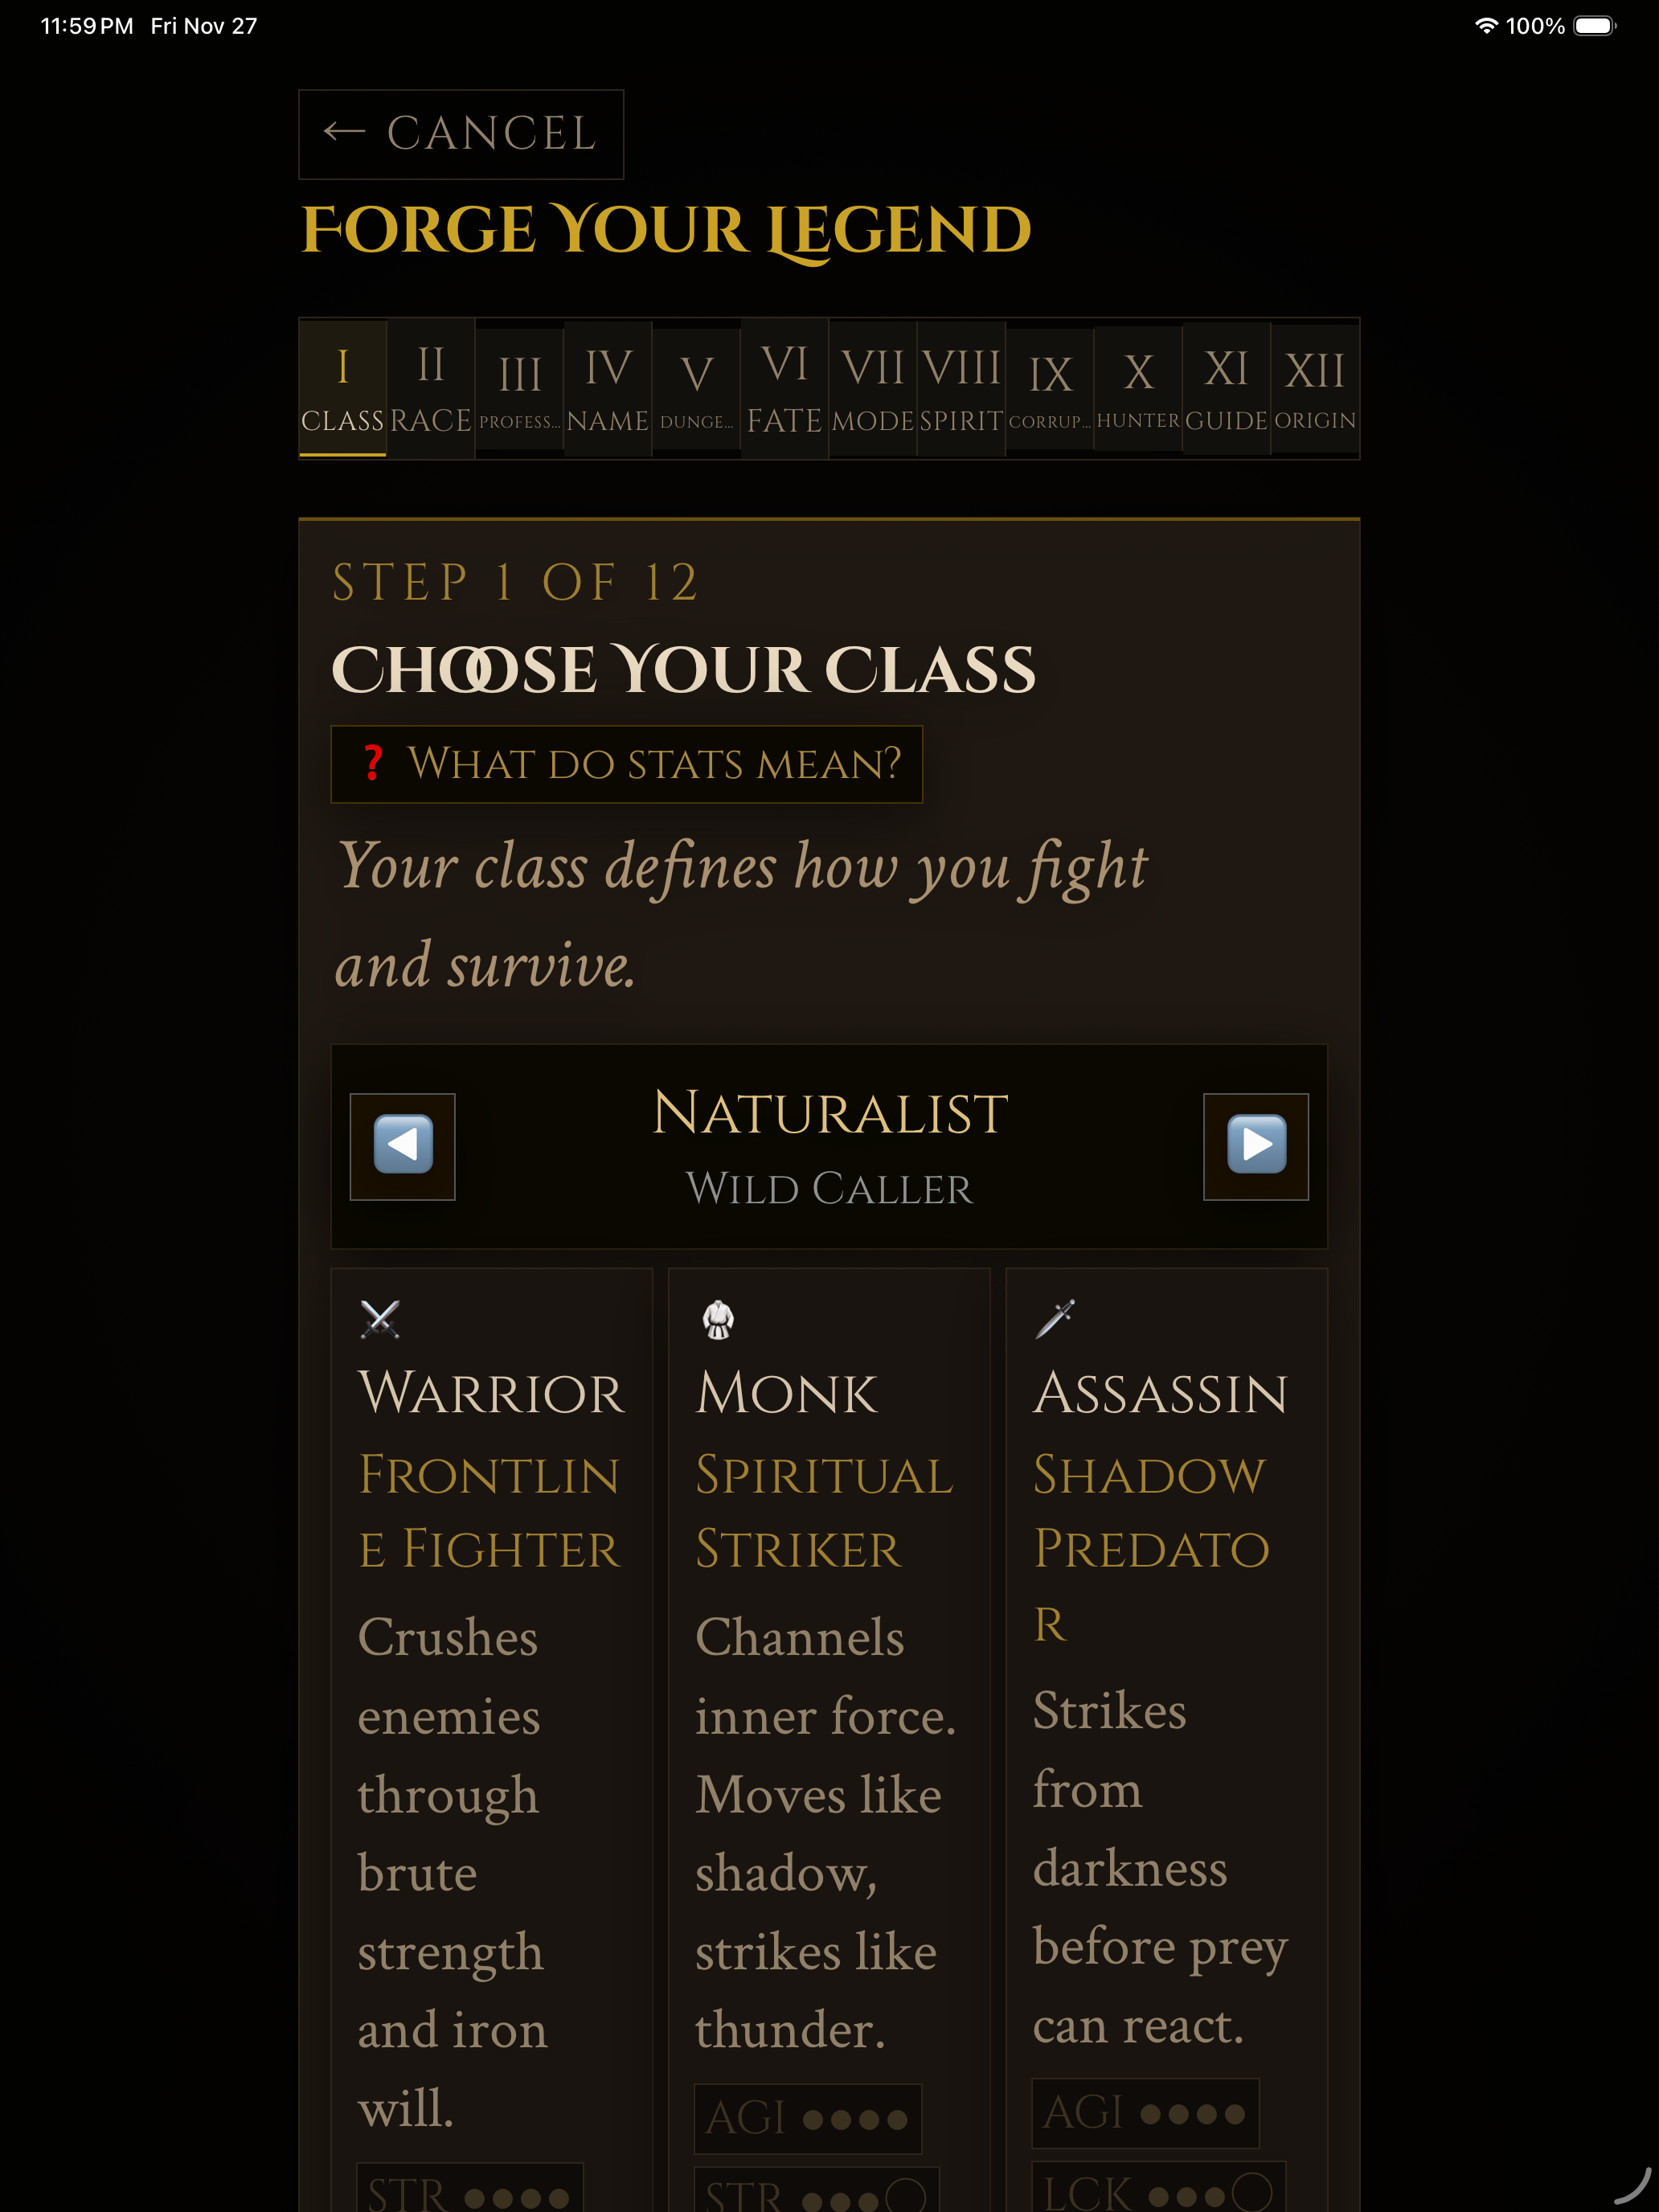 11:59 PM Fri Nov 27
100%
← CANCEL
Forge Your Legend
I II III IV V VI VII VIII IX X XI XII
CLASS RACE PROFESS... NAME DUNGE... FATE MODE SPIRIT CORRUP... HUNTER GUIDE ORIGIN
STEP 1 OF 12
Choose Your Class
❓ What do stats mean?
Your class defines how you fight
and survive.
Naturalist
Wild Caller
Warrior
Frontlin
e Fighter
Crushes
enemies
through
brute
strength
and iron
will.
STR ●●●●
Monk
Spiritual
Striker
Channels
inner force.
Moves like
shadow,
strikes like
thunder.
AGI ●●●●
STR ●●●○
Assassin
Shadow
Predato
r
Strikes
from
darkness
before prey
can react.
AGI ●●●●
LCK ●●●○